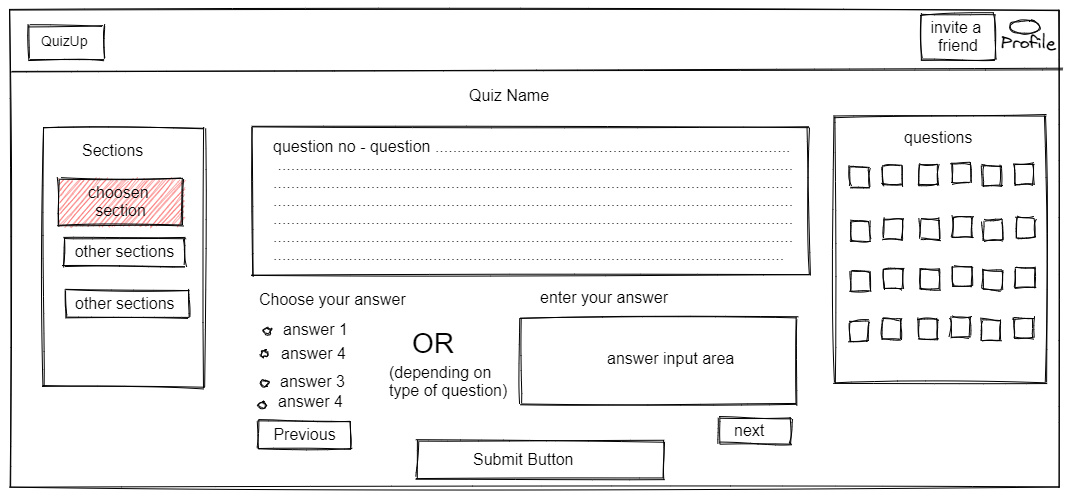 QuizUp
invite a
friend
Profile
Quiz Name
Sections
choosen
section
other sections
other sections
question no - question
questions
Choose your answer
answer 1
answer 4
answer 3
answer 4
OR
(depending on
type of question)
enter your answer
answer input area
Previous
next
Submit Button